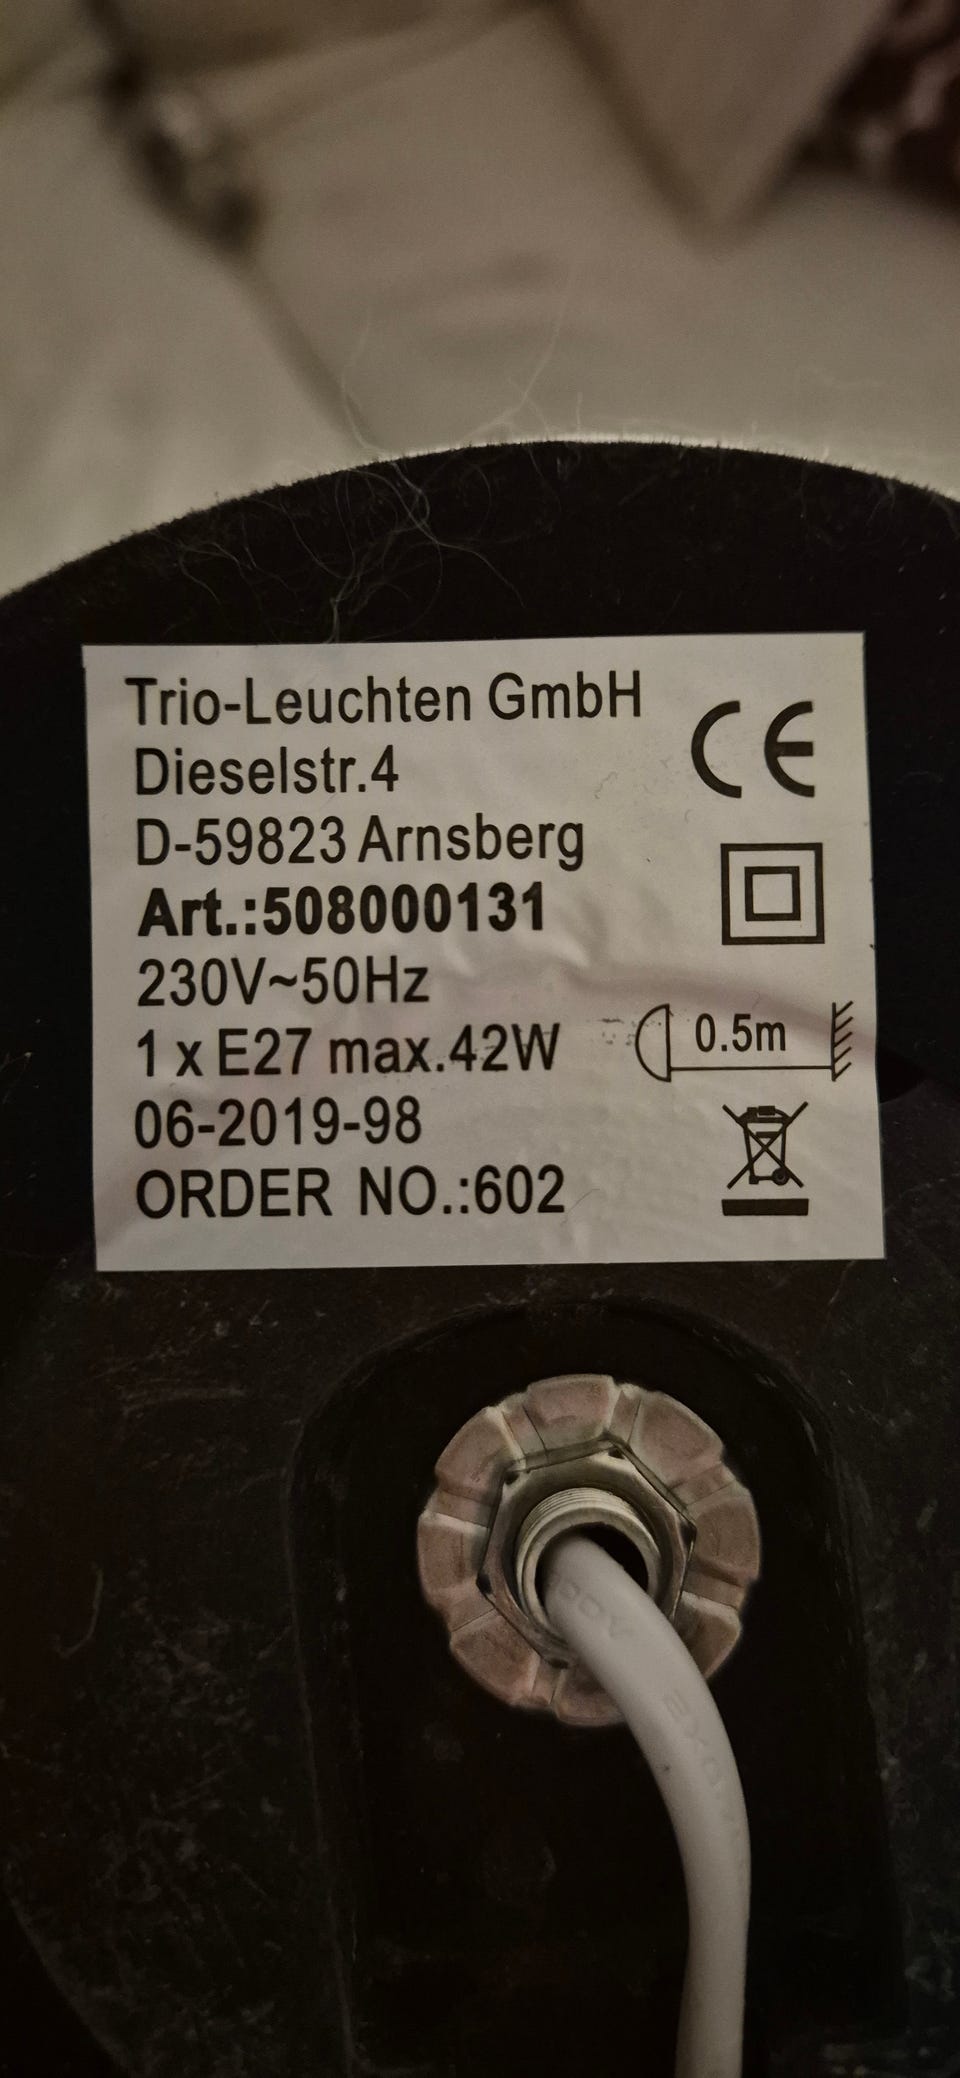 Trio-Leuchten GmbH
CE
Dieselstr.4
D-59823 Arnsberg
Art.:508000131
230V~50Hz
1 x E27 max.42W
0.5m
06-2019-98
ORDER NO.:602